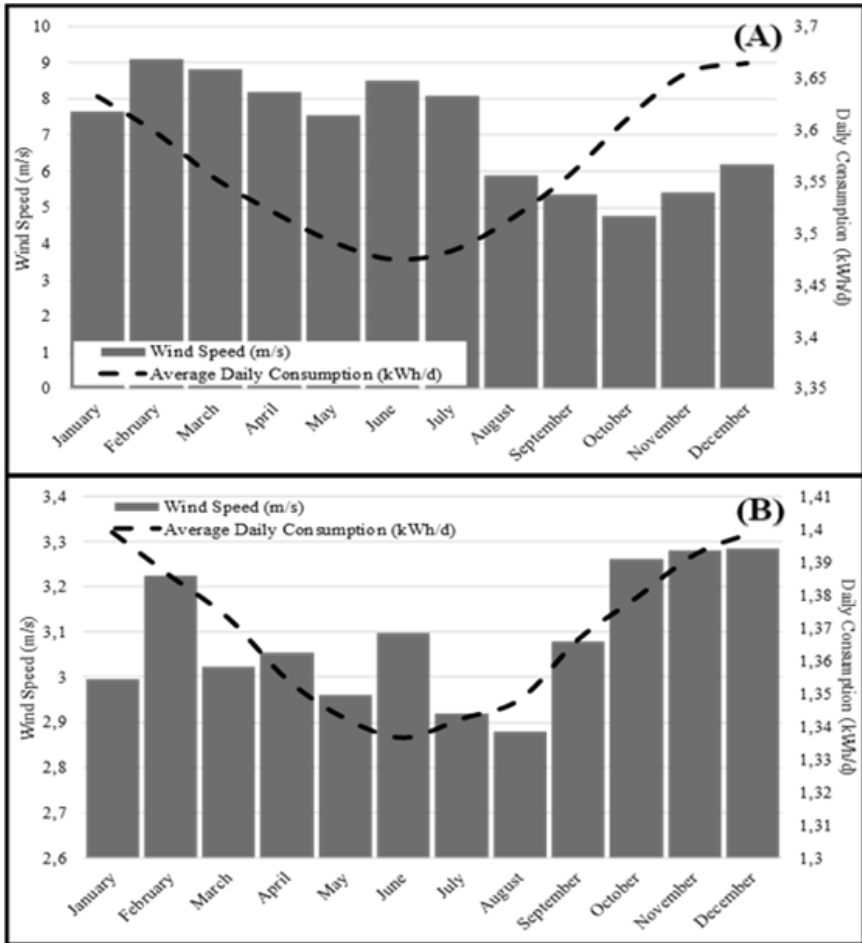 (A)
10
9
8
7
6
5
4
3
2
1
0
Wind Speed (m/s)
3,7
3,65
3,6
3,55
3,5
3,45
3,4
3,35
Daily Consumption (kWh/d)
Wind Speed (m/s)
Average Daily Consumption (kWh/d)
January
February
March
April
May
June
July
August
September
October
November
December
(B)
3,4
3,3
3,2
3,1
3
2,9
2,8
2,7
2,6
Wind Speed (m/s)
1,41
1,4
1,39
1,38
1,37
1,36
1,35
1,34
1,33
1,32
1,31
1,3
Daily Consumption (kWh/d)
Wind Speed (m/s)
Average Daily Consumption (kWh/d)
January
February
March
April
May
June
July
August
September
October
November
December